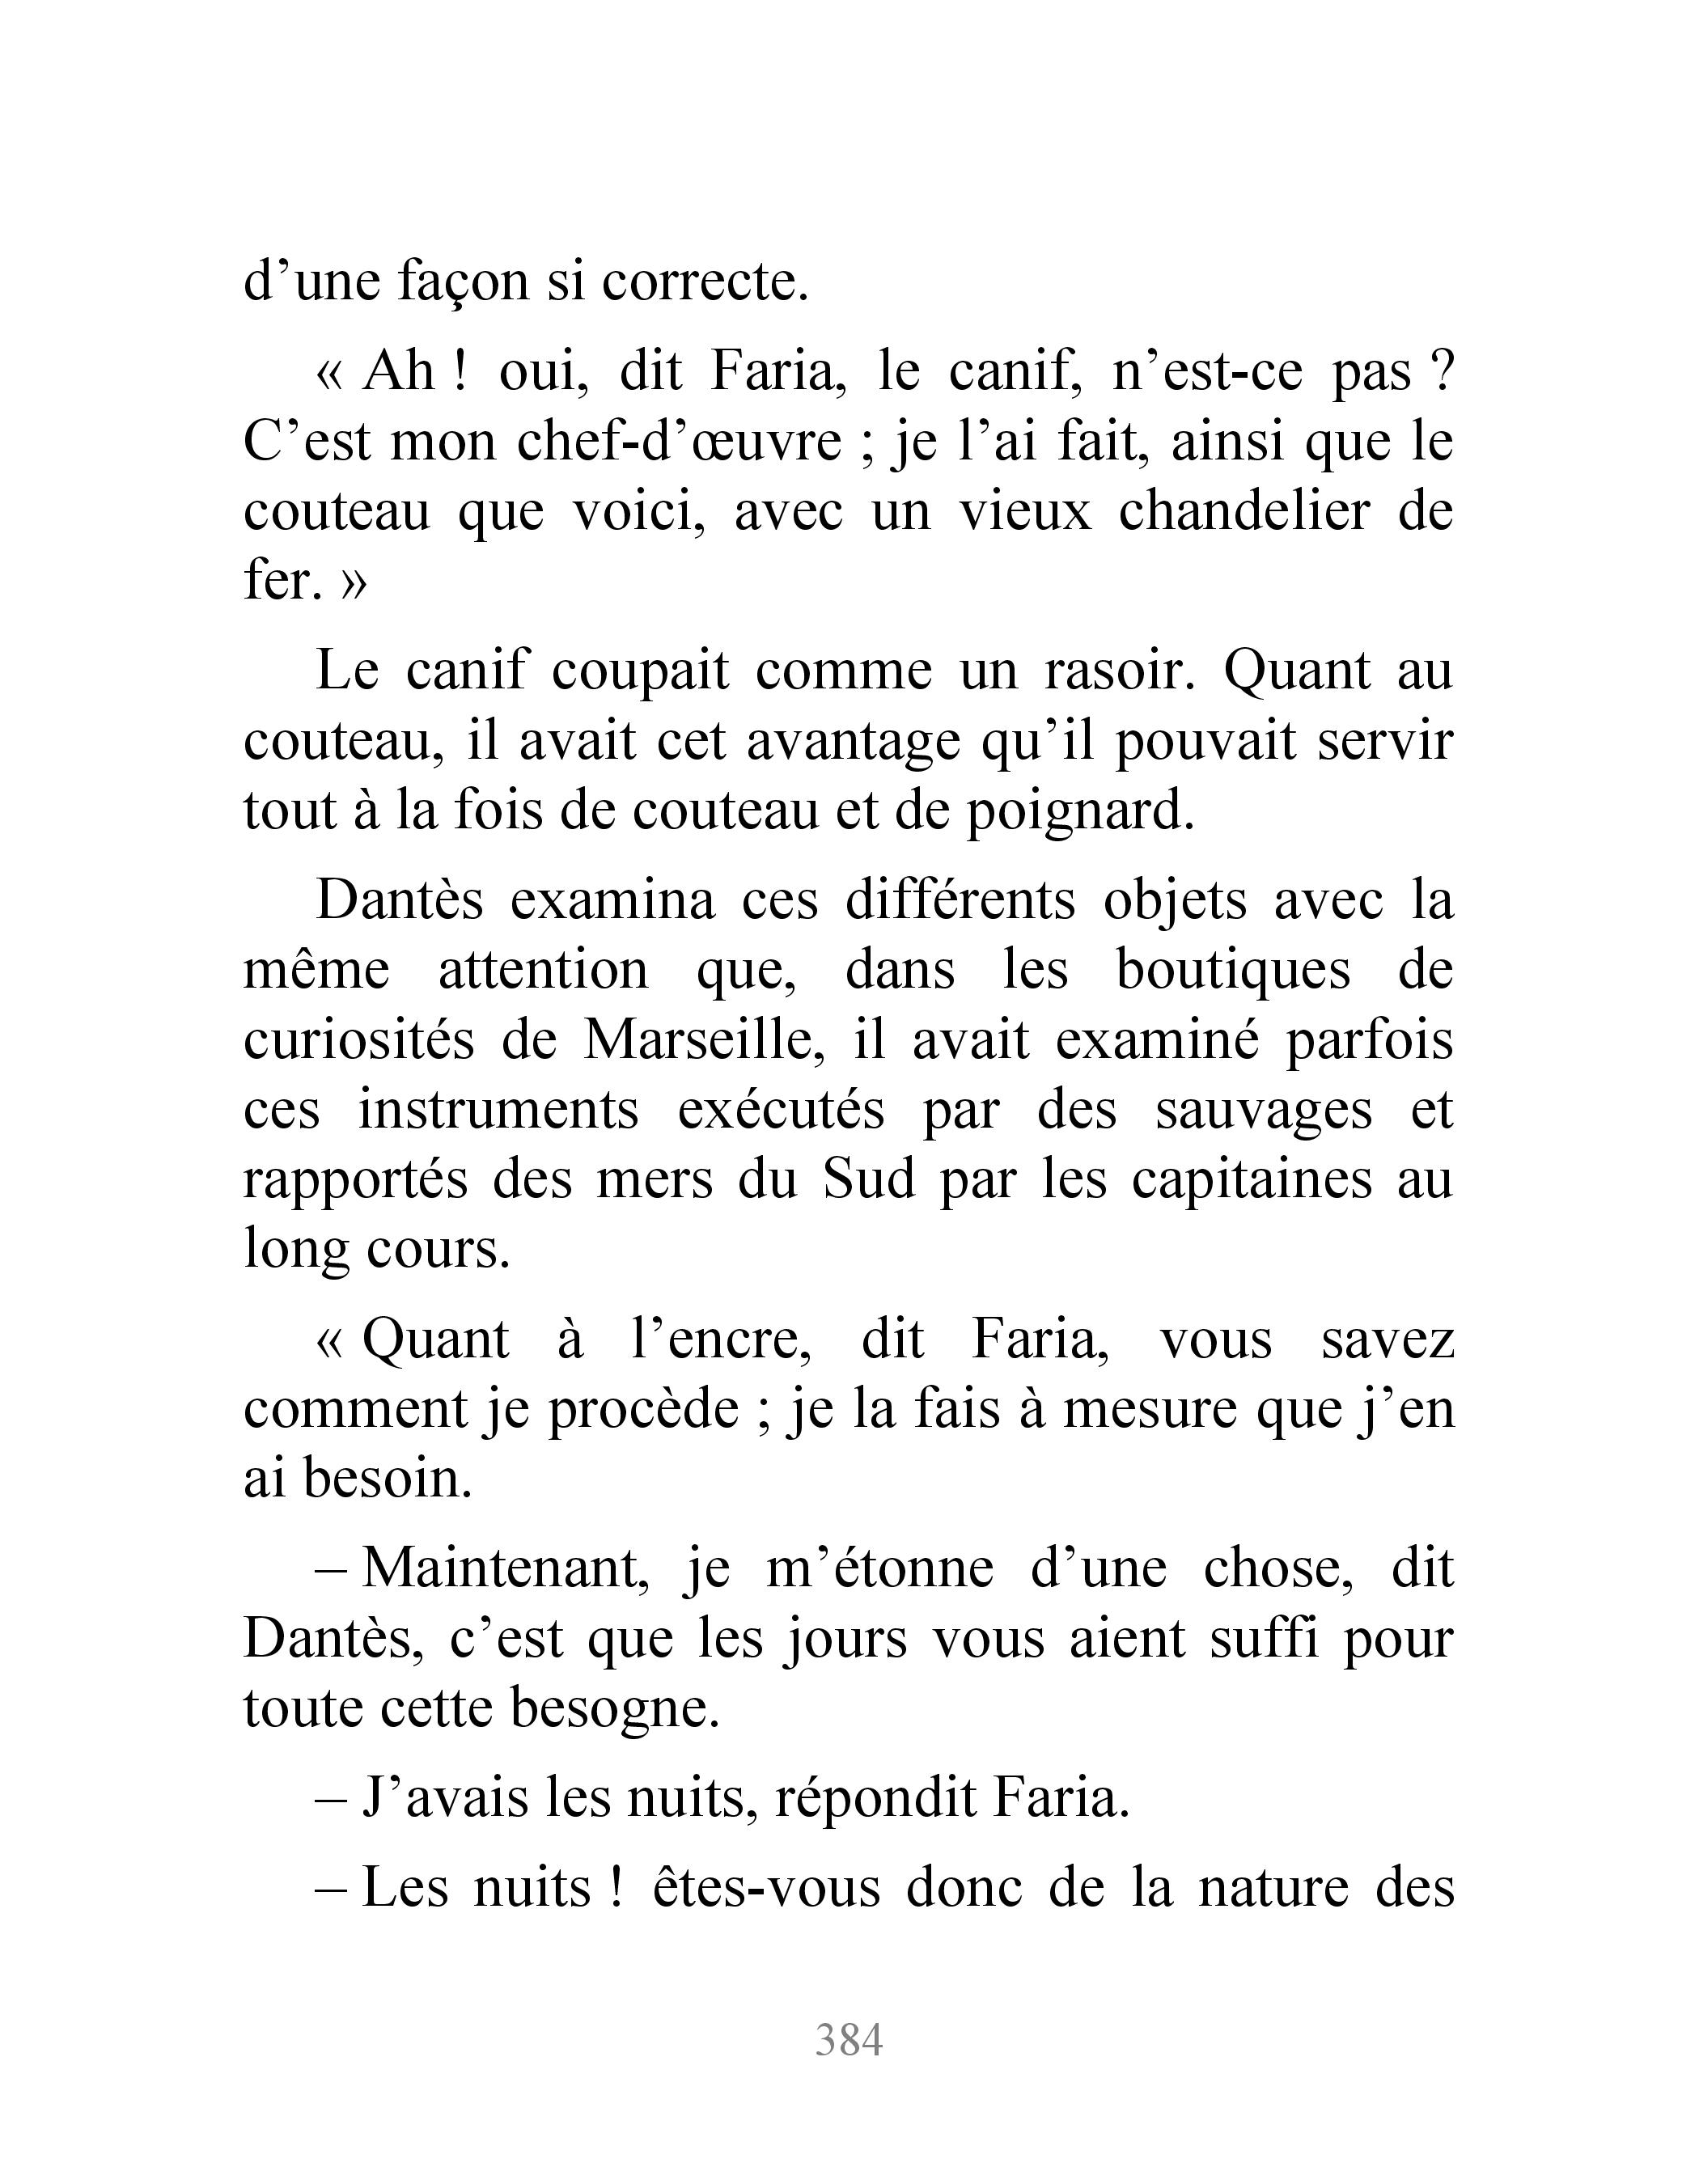 d’une façon si correcte.
« Ah ! oui, dit Faria, le canif, n’est-ce pas ?
C’est mon chef-d’œuvre ; je l’ai fait, ainsi que le
couteau que voici, avec un vieux chandelier de
fer. »
Le canif coupait comme un rasoir. Quant au
couteau, il avait cet avantage qu’il pouvait servir
tout à la fois de couteau et de poignard.
Dantès examina ces différents objets avec la
même attention que, dans les boutiques de
curiosités de Marseille, il avait examiné parfois
ces instruments exécutés par des sauvages et
rapportés des mers du Sud par les capitaines au
long cours.
« Quant à l’encre, dit Faria, vous savez
comment je procède ; je la fais à mesure que j’en
ai besoin.
– Maintenant, je m’étonne d’une chose, dit
Dantès, c’est que les jours vous aient suffi pour
toute cette besogne.
– J’avais les nuits, répondit Faria.
– Les nuits ! êtes-vous donc de la nature des
384